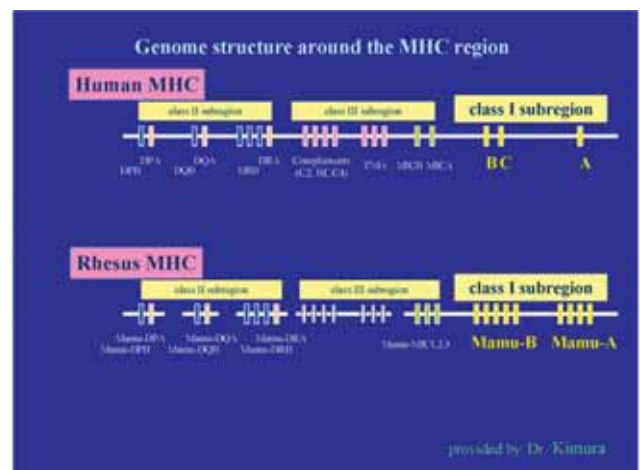 Genome structure around the MHC region
Human MHC
class II subregion class III subregion class I subregion
DPA DQA DRA Complements TNFs MICB MICA B C A
DPB DQB DRB (C2, Bf, C4)
Rhesus MHC
class II subregion class III subregion class I subregion
Mamu-DPA Mamu-DQA Mamu-DRA Mamu-MIC1,2,3 Mamu-B Mamu-A
Mamu-DPB Mamu-DQB Mamu-DRB
provided by Dr. Kimura